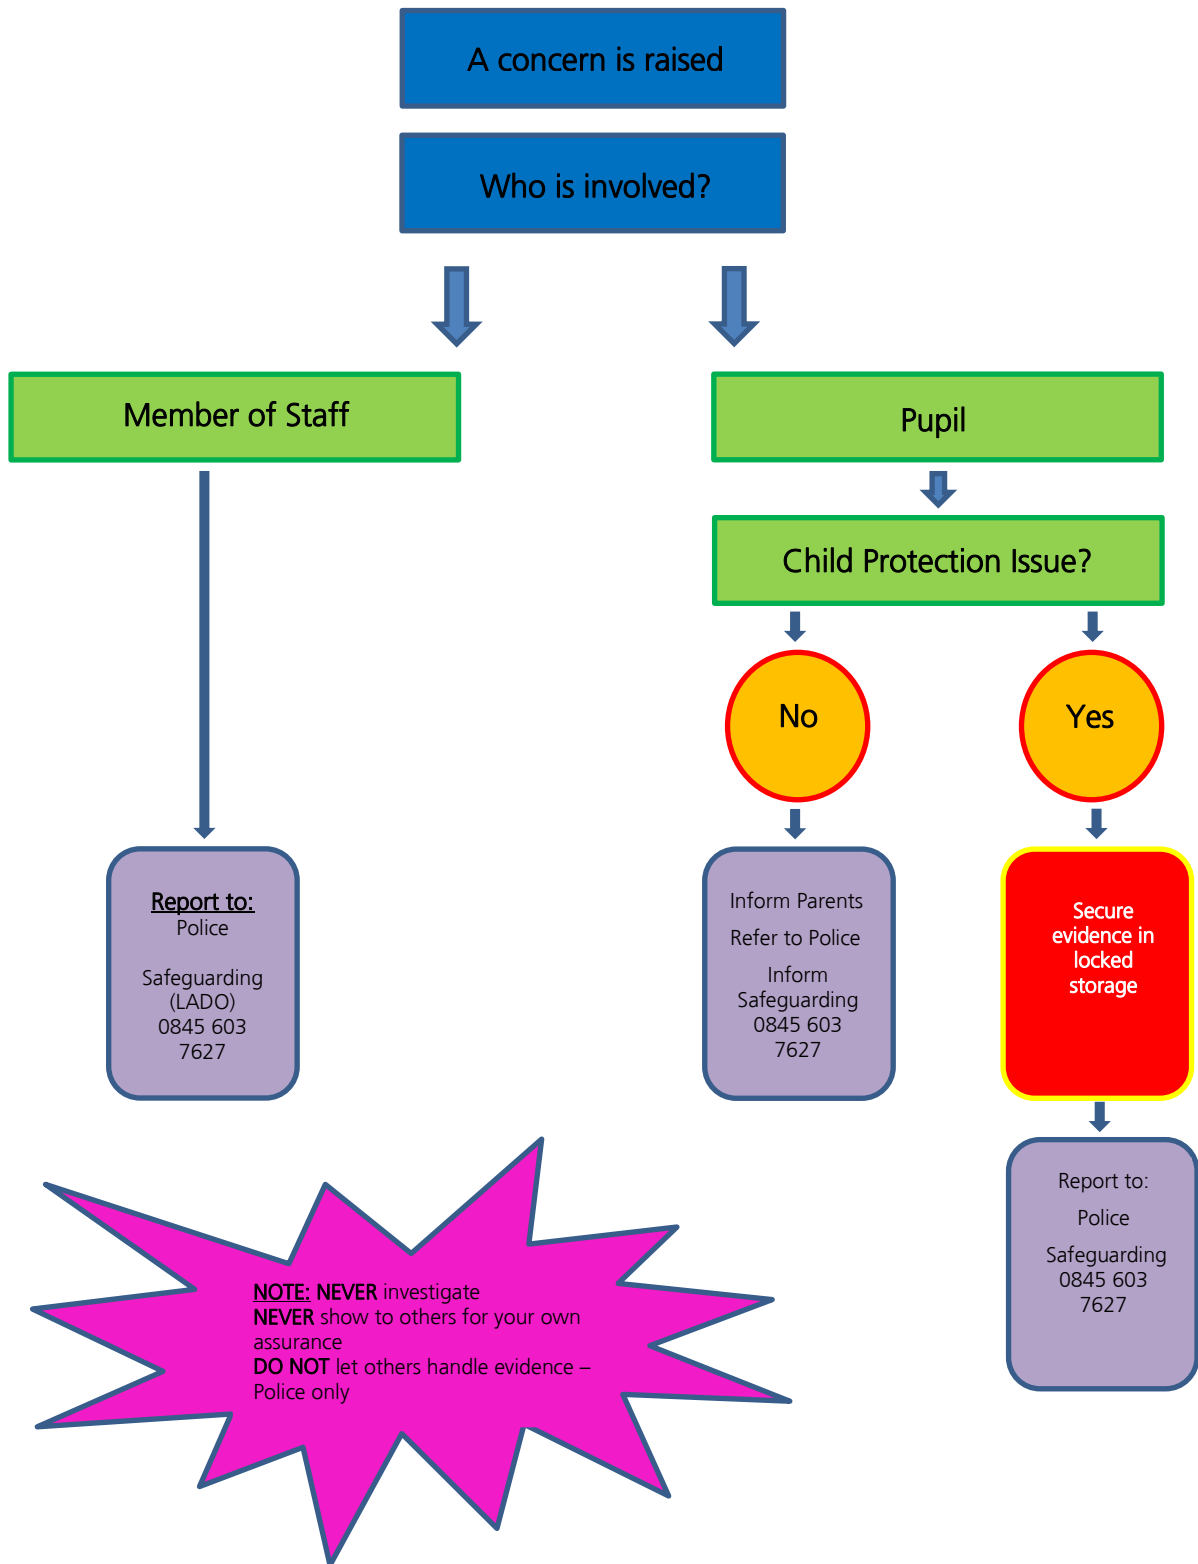 A concern is raised
Who is involved?
Member of Staff
Pupil
Child Protection Issue?
No
Yes
Report to:
Police
Safeguarding
(LADO)
0845 603
7627
Inform Parents
Refer to Police
Inform
Safeguarding
0845 603
7627
Secure
evidence in
locked
storage
Report to:
Police
Safeguarding
0845 603
7627
NOTE: NEVER investigate
NEVER show to others for your own
assurance
DO NOT let others handle evidence –
Police only